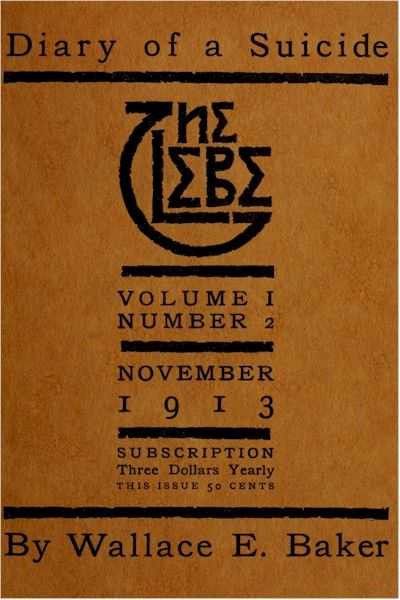 Diary of a Suicide
THE
GLEBE
VOLUME I
NUMBER 2
NOVEMBER
1913
SUBSCRIPTION
Three Dollars Yearly
THIS ISSUE 50 CENTS
By Wallace E. Baker